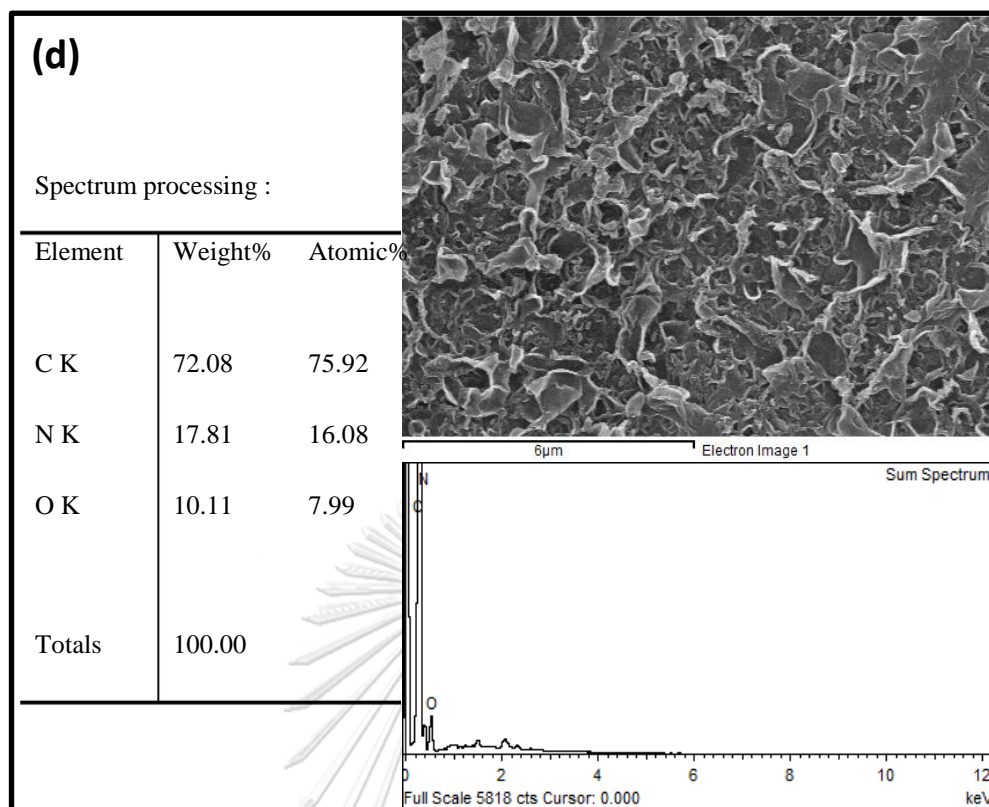 (d)
Spectrum processing :
Element Weight% Atomic%
C K 72.08 75.92
N K 17.81 16.08
O K 10.11 7.99
Totals 100.00
6µm Electron Image 1
Sum Spectrum
N
C
O
0 2 4 6 8 10 12
Full Scale 5818 cts Cursor: 0.000 keV